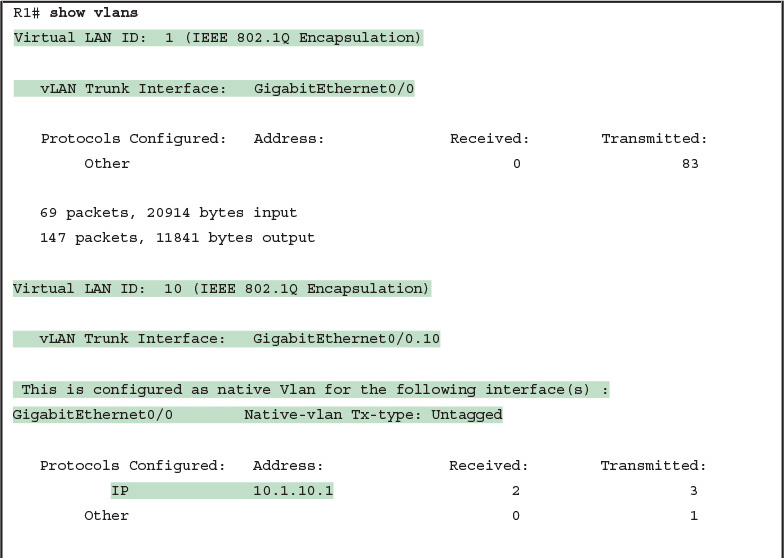 R1# show vlans
Virtual LAN ID:  1 (IEEE 802.1Q Encapsulation)
vLAN Trunk Interface:   GigabitEthernet0/0
Protocols Configured:   Address:              Received:        Transmitted:
Other                                           0                  83
69 packets, 20914 bytes input
147 packets, 11841 bytes output
Virtual LAN ID:  10 (IEEE 802.1Q Encapsulation)
vLAN Trunk Interface:   GigabitEthernet0/0.10
This is configured as native Vlan for the following interface(s) :
GigabitEthernet0/0        Native-vlan Tx-type: Untagged
Protocols Configured:   Address:              Received:        Transmitted:
IP              10.1.10.1                    2                   3
Other                                           0                   1